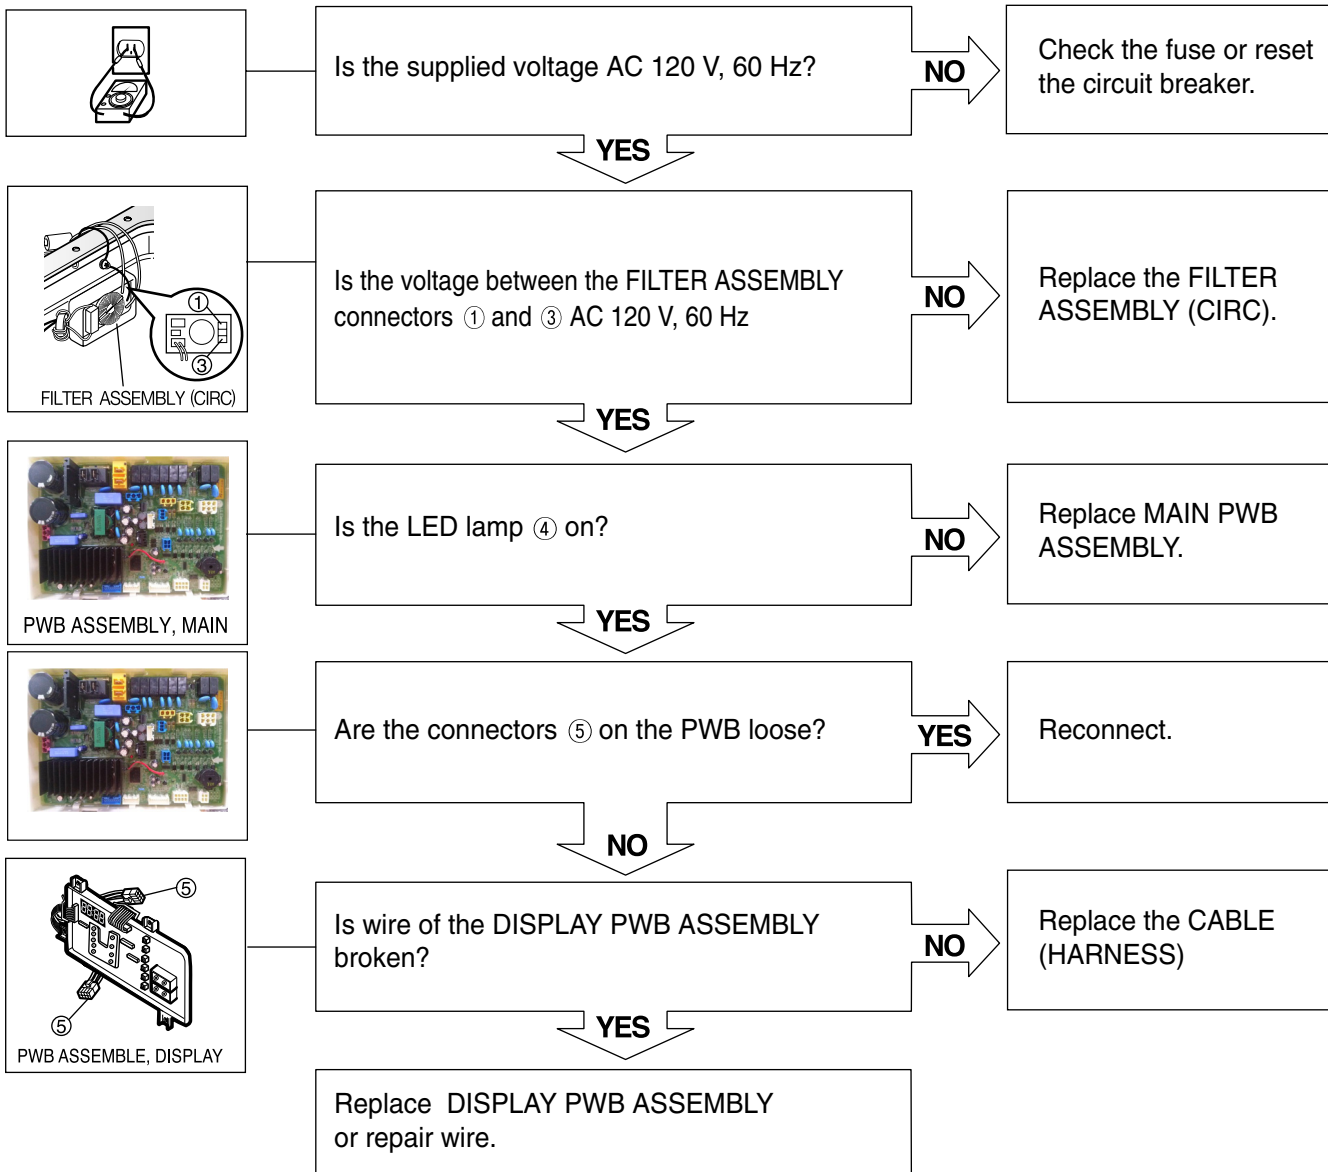 Is the supplied voltage AC 120 V, 60 Hz?
NO
Check the fuse or reset
the circuit breaker.
YES
①
③
FILTER ASSEMBLY (CIRC)
Is the voltage between the FILTER ASSEMBLY
connectors ① and ③ AC 120 V, 60 Hz
NO
Replace the FILTER
ASSEMBLY (CIRC).
YES
PWB ASSEMBLY, MAIN
Is the LED lamp ④ on?
NO
Replace MAIN PWB
ASSEMBLY.
YES
Are the connectors ⑤ on the PWB loose?
YES
Reconnect.
NO
⑤
⑤
PWB ASSEMBLE, DISPLAY
Is wire of the DISPLAY PWB ASSEMBLY
broken?
NO
Replace the CABLE
(HARNESS)
YES
Replace DISPLAY PWB ASSEMBLY
or repair wire.